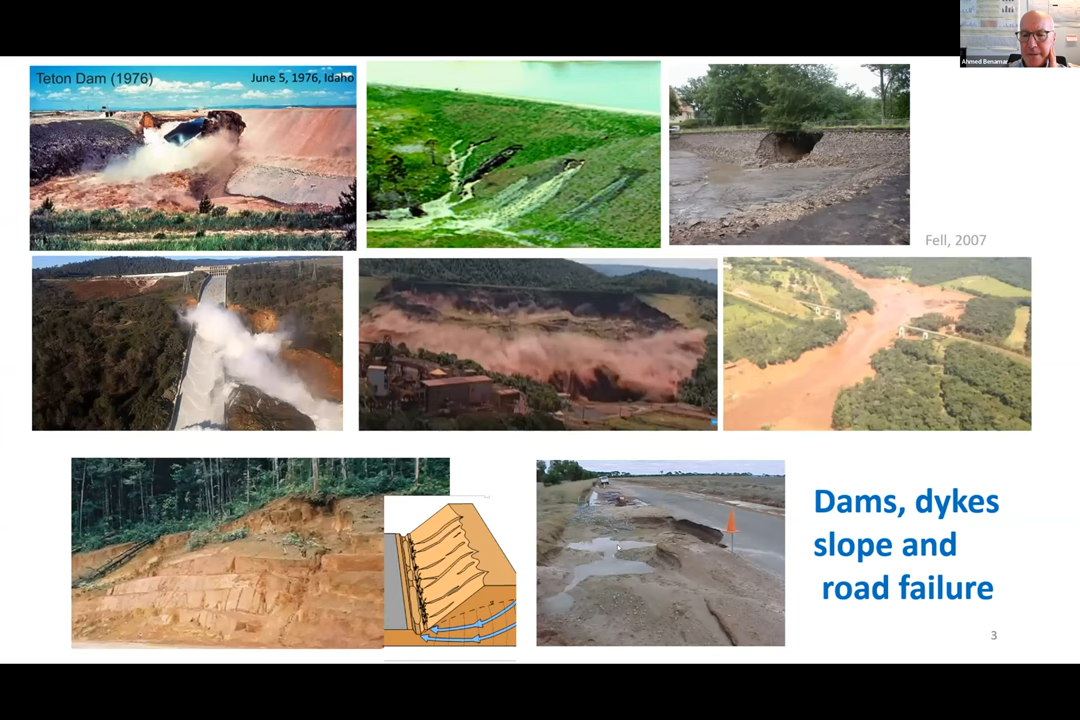 Ahmed Benamar
Teton Dam (1976)
June 5, 1976, Idaho
Fell, 2007
Dams, dykes
slope and
road failure
3